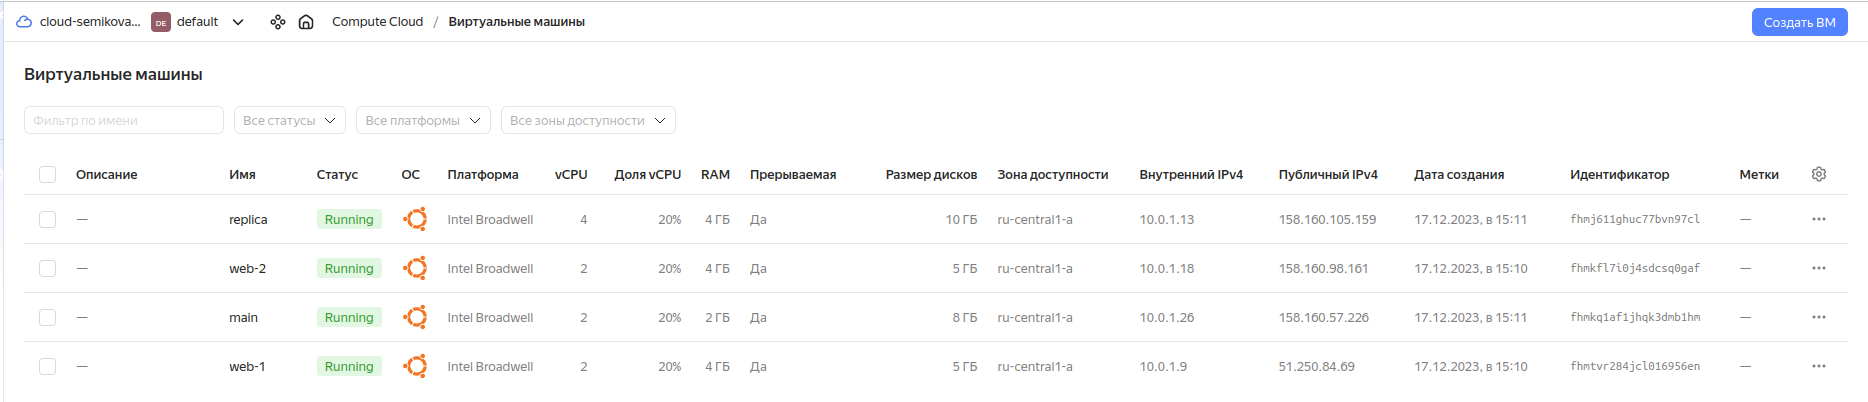 cloud-semikova... DE default Compute Cloud / Виртуальные машины Создать ВМ
Виртуальные машины
Фильтр по имени Все статусы Все платформы Все зоны доступности
Описание Имя Статус ОС Платформа vCPU Доля vCPU RAM Прерываемая Размер дисков Зона доступности Внутренний IPv4 Публичный IPv4 Дата создания Идентификатор Метки
— replica Running Intel Broadwell 4 20% 4 ГБ Да 10 ГБ ru-central1-a 10.0.1.13 158.160.105.159 17.12.2023, в 15:11 fhmj611ghuc77bvn97cl —
— web-2 Running Intel Broadwell 2 20% 4 ГБ Да 5 ГБ ru-central1-a 10.0.1.18 158.160.98.161 17.12.2023, в 15:10 fhmkfl7i0j4sdcsq0gaf —
— main Running Intel Broadwell 2 20% 2 ГБ Да 8 ГБ ru-central1-a 10.0.1.26 158.160.57.226 17.12.2023, в 15:11 fhmkq1af1jhqk3dmb1hm —
— web-1 Running Intel Broadwell 2 20% 4 ГБ Да 5 ГБ ru-central1-a 10.0.1.9 51.250.84.69 17.12.2023, в 15:10 fhmtvr284jcl016956en —